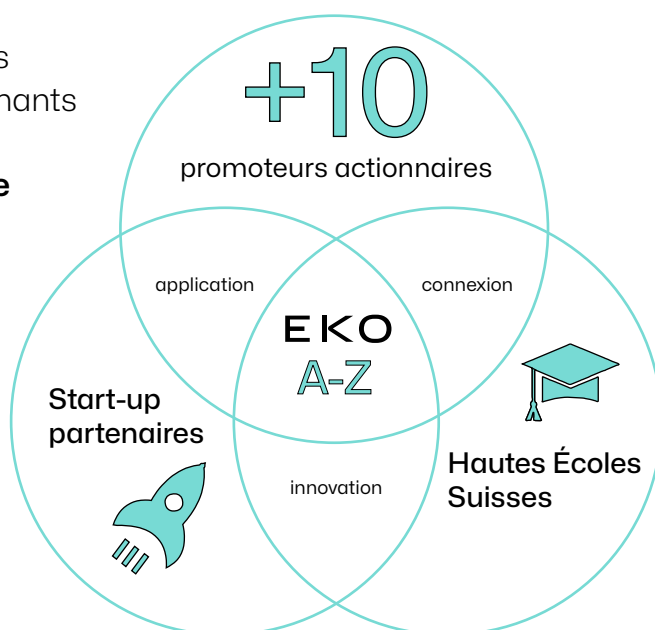 +10
promoteurs actionnaires
application
connexion
EKO
A-Z
Start-up
partenaires
Hautes Écoles
Suisses
innovation